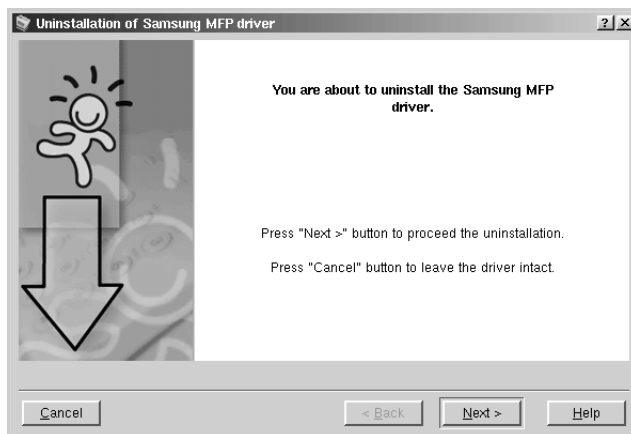 Uninstallation of Samsung MFP driver
You are about to uninstall the Samsung MFP
driver.
Press "Next >" button to proceed the uninstallation.
Press "Cancel" button to leave the driver intact.
Cancel
< Back
Next >
Help